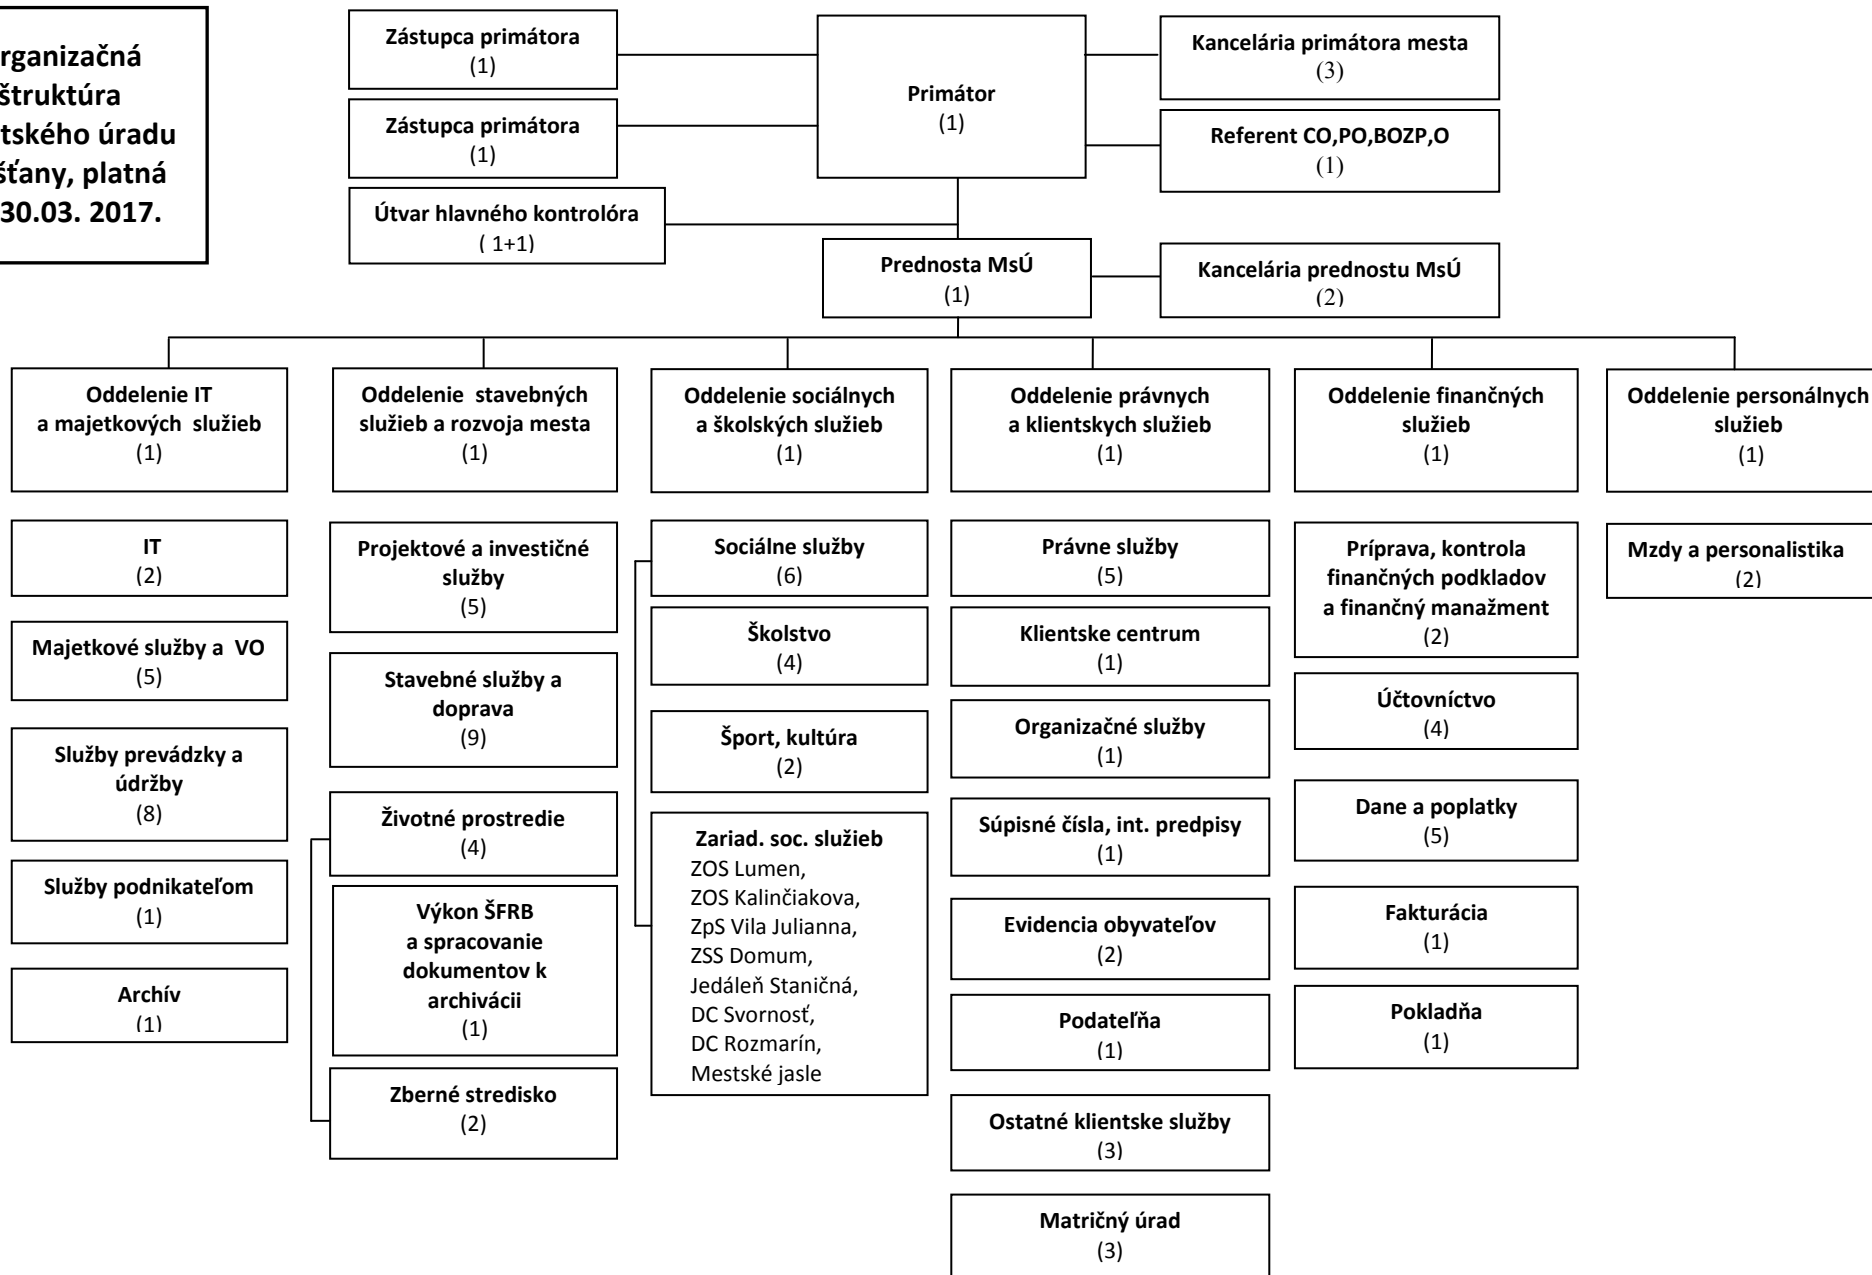 rganizačná
štruktúra
tského úradu
šťany, platná
30.03. 2017.
Zástupca primátora
(1)
Zástupca primátora
(1)
Útvar hlavného kontrolóra
( 1+1)
Primátor
(1)
Kancelária primátora mesta
(3)
Referent CO,PO,BOZP,O
(1)
Prednosta MsÚ
(1)
Kancelária prednostu MsÚ
(2)
Oddelenie IT
a majetkových služieb
(1)
IT
(2)
Majetkové služby a VO
(5)
Služby prevádzky a
údržby
(8)
Služby podnikateľom
(1)
Archív
(1)
Oddelenie stavebných
služieb a rozvoja mesta
(1)
Projektové a investičné
služby
(5)
Stavebné služby a
doprava
(9)
Životné prostredie
(4)
Výkon ŠFRB
a spracovanie
dokumentov k
archivácii
(1)
Zberné stredisko
(2)
Oddelenie sociálnych
a školských služieb
(1)
Sociálne služby
(6)
Školstvo
(4)
Šport, kultúra
(2)
Zariad. soc. služieb
ZOS Lumen,
ZOS Kalinčiakova,
ZpS Vila Julianna,
ZSS Domum,
Jedáleň Staničná,
DC Svornosť,
DC Rozmarín,
Mestské jasle
Oddelenie právnych
a klientskych služieb
(1)
Právne služby
(5)
Klientske centrum
(1)
Organizačné služby
(1)
Súpisné čísla, int. predpisy
(1)
Evidencia obyvateľov
(2)
Podateľňa
(1)
Ostatné klientske služby
(3)
Matričný úrad
(3)
Oddelenie finančných
služieb
(1)
Príprava, kontrola
finančných podkladov
a finančný manažment
(2)
Účtovníctvo
(4)
Dane a poplatky
(5)
Fakturácia
(1)
Pokladňa
(1)
Oddelenie personálnych
služieb
(1)
Mzdy a personalistika
(2)